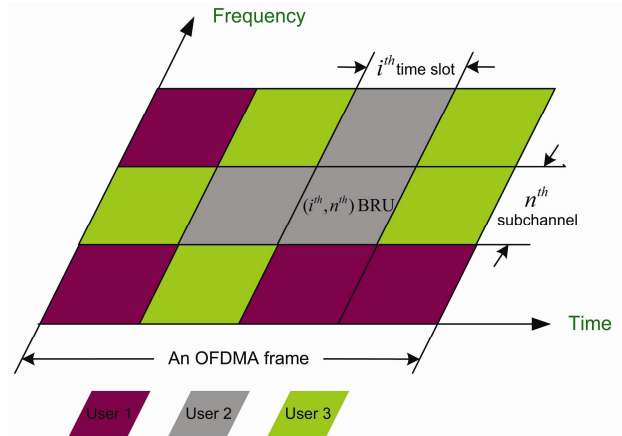 Frequency
i^th time slot
(i^th, n^th) BRU
n^th
subchannel
Time
An OFDMA frame
User 1
User 2
User 3